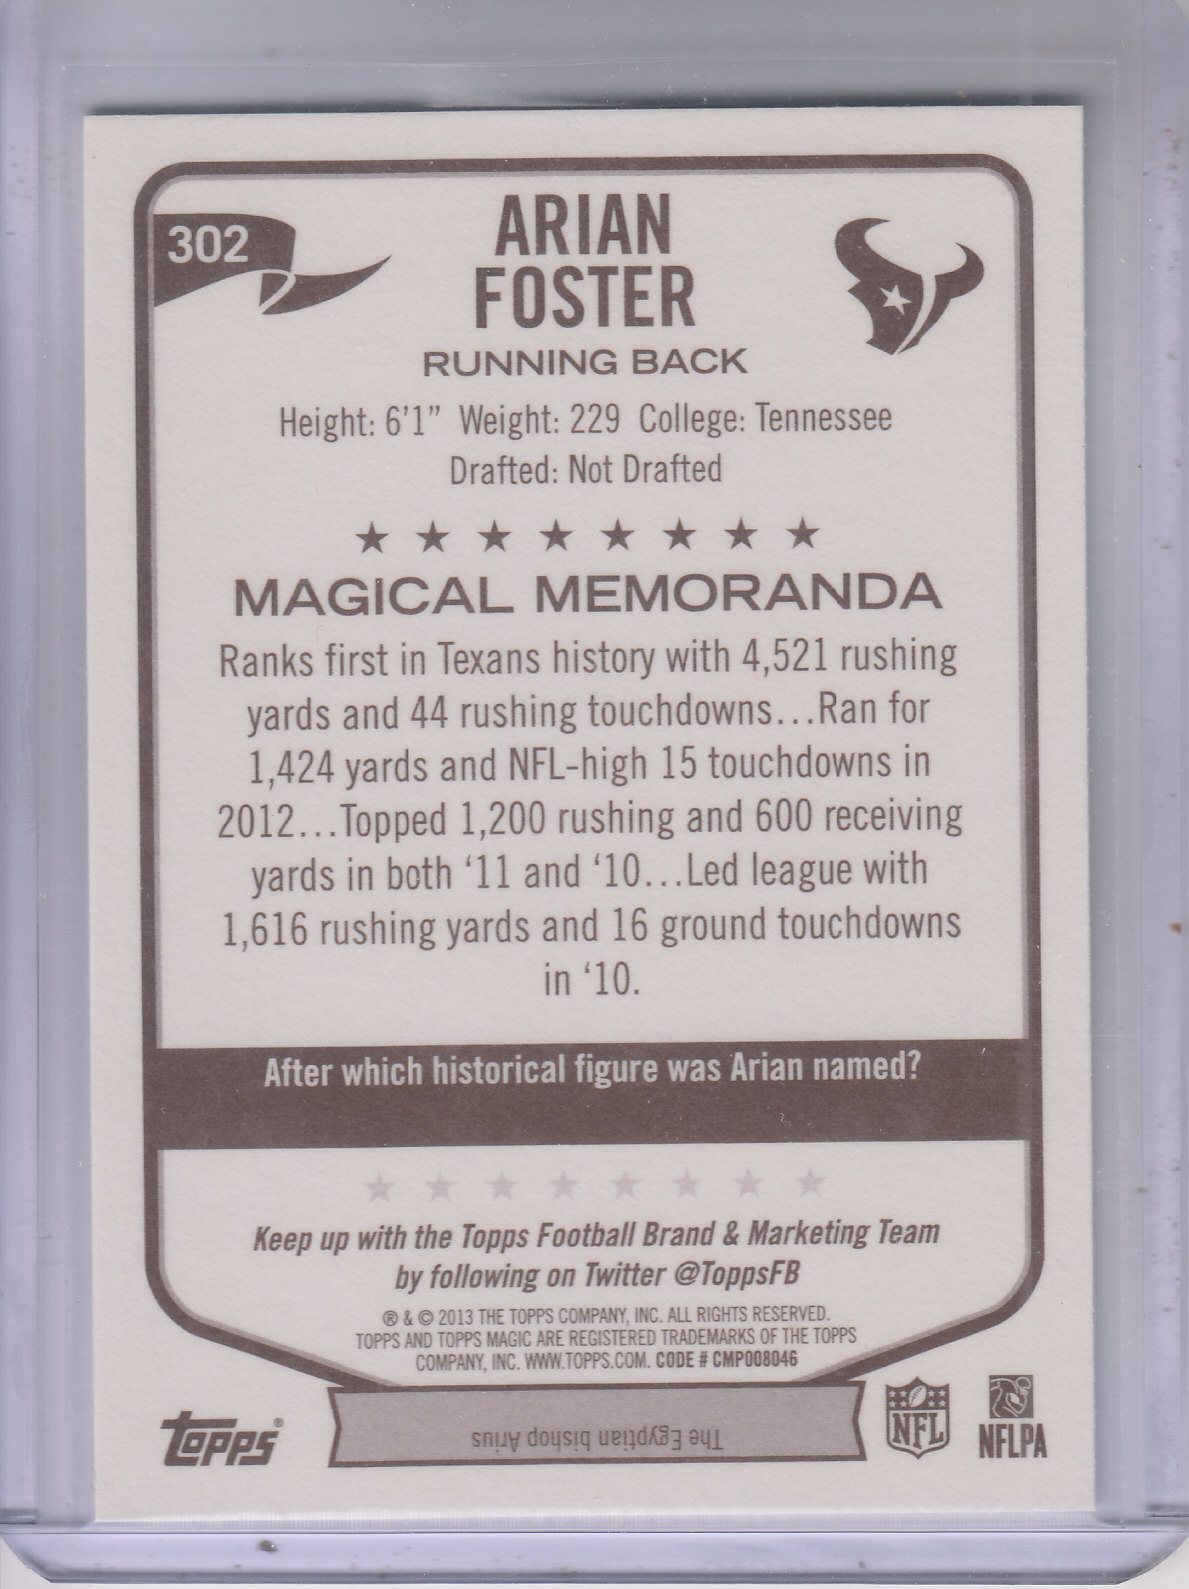 302
ARIAN
FOSTER
RUNNING BACK
Height: 6'1” Weight: 229 College: Tennessee
Drafted: Not Drafted
MAGICAL MEMORANDA
Ranks first in Texans history with 4,521 rushing
yards and 44 rushing touchdowns...Ran for
1,424 yards and NFL-high 15 touchdowns in
2012...Topped 1,200 rushing and 600 receiving
yards in both ‘11 and ‘10...Led league with
1,616 rushing yards and 16 ground touchdowns
in ‘10.
After which historical figure was Arian named?
Keep up with the Topps Football Brand & Marketing Team
by following on Twitter @ToppsFB
® & © 2013 THE TOPPS COMPANY, INC. ALL RIGHTS RESERVED.
TOPPS AND TOPPS MAGIC ARE REGISTERED TRADEMARKS OF THE TOPPS
COMPANY, INC. WWW.TOPPS.COM. CODE # CMP008046
Topps®
The Egyptian bishop Arius
NFL
NFLPA